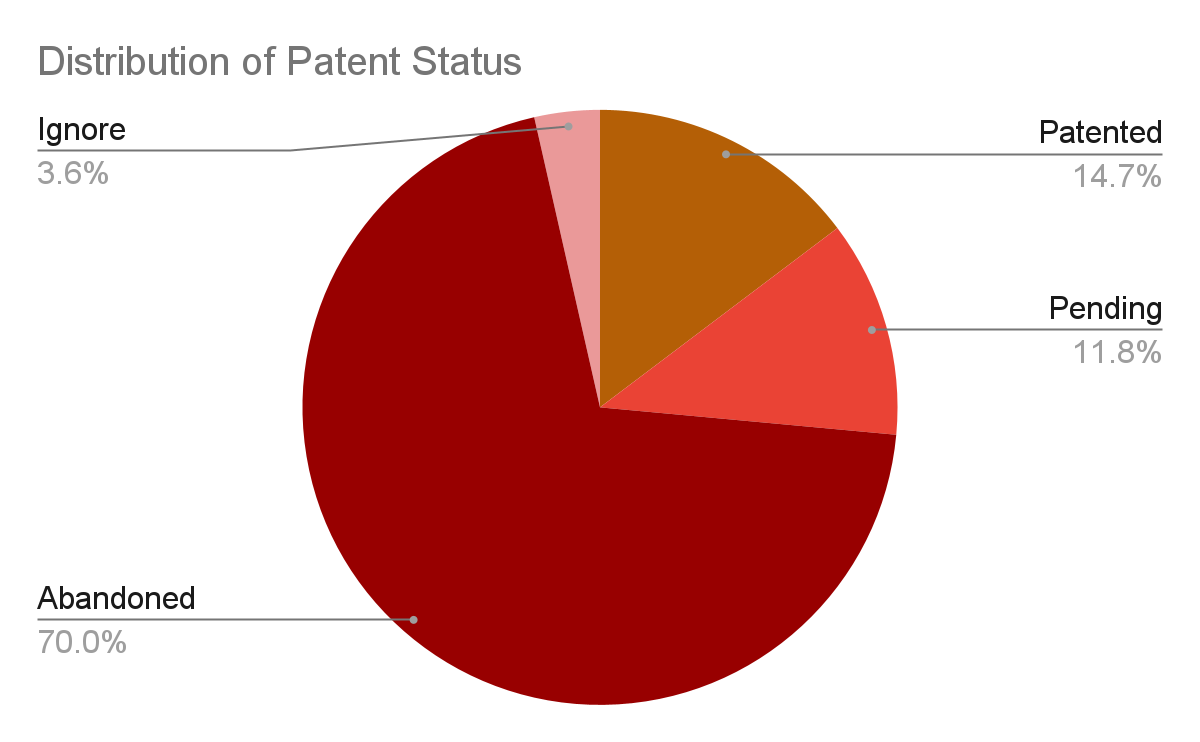 Distribution of Patent Status
Ignore
3.6%
Patented
14.7%
Pending
11.8%
Abandoned
70.0%